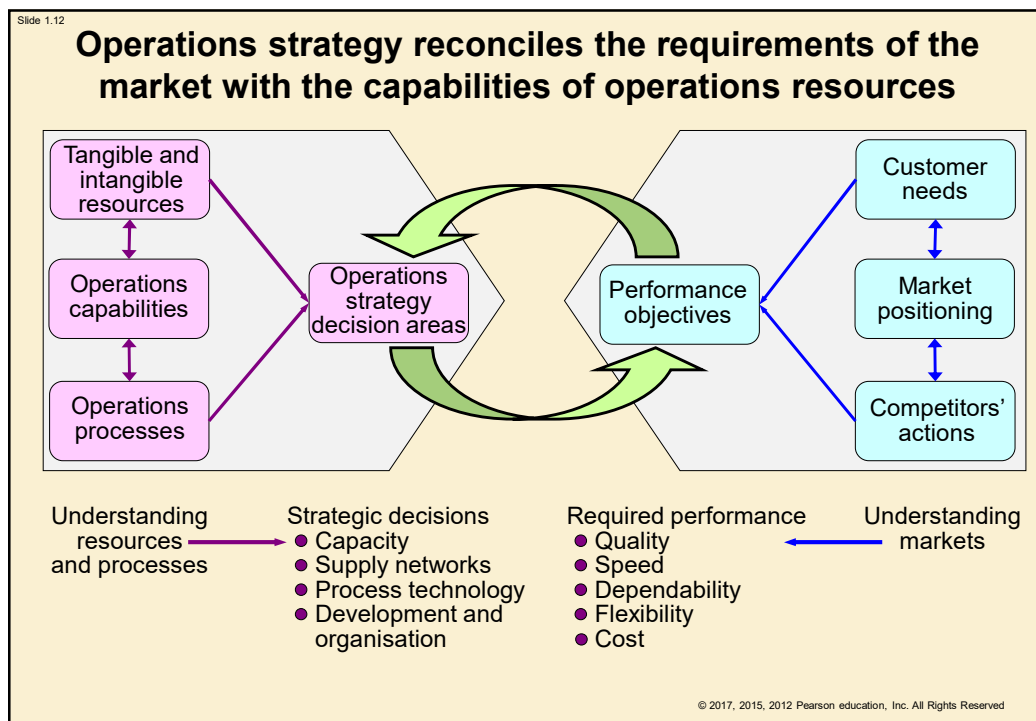 Slide 1.12
Operations strategy reconciles the requirements of the
market with the capabilities of operations resources
Tangible and
intangible
resources
Operations
capabilities
Operations
processes
Operations
strategy
decision areas
Performance
objectives
Customer
needs
Market
positioning
Competitors’
actions
Understanding
resources
and processes
Strategic decisions
● Capacity
● Supply networks
● Process technology
● Development and
organisation
Required performance
● Quality
● Speed
● Dependability
● Flexibility
● Cost
Understanding
markets
© 2017, 2015, 2012 Pearson education, Inc. All Rights Reserved